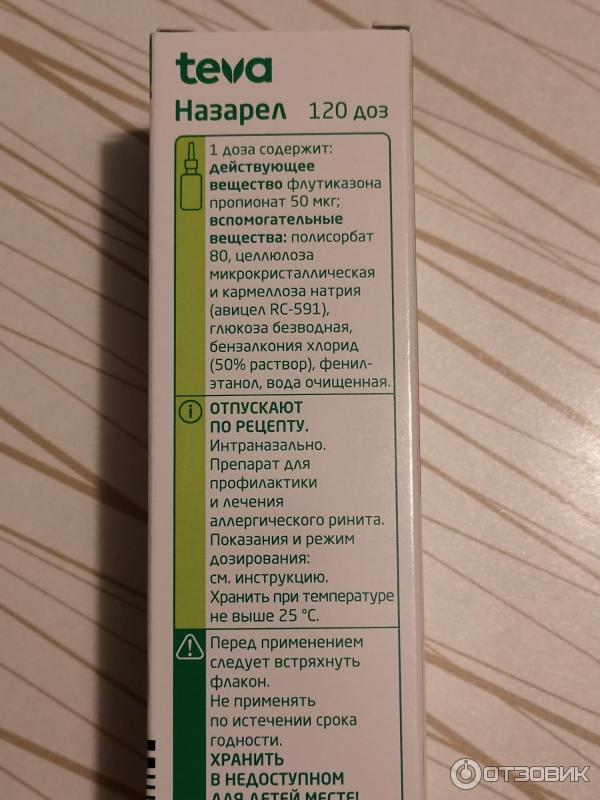 teva
Назарел 120 доз
1 доза содержит:
действующее
вещество флутиказона
пропионат 50 мкг;
вспомогательные
вещества: полисорбат
80, целлюлоза
микрокристаллическая
и кармеллоза натрия
(авицел RC-591),
глюкоза безводная,
бензалкония хлорид
(50% раствор), фенил-
этанол, вода очищенная.
ОТПУСКАЮТ
ПО РЕЦЕПТУ.
Интраназально.
Препарат для
профилактики
и лечения
аллергического ринита.
Показания и режим
дозирования:
см. инструкцию.
Хранить при температуре
не выше 25 °С.
Перед применением
следует встряхнуть
флакон.
Не применять
по истечении срока
годности.
ХРАНИТЬ
В НЕДОСТУПНОМ
ДЛЯ ДЕТЕЙ МЕСТЕ!
ОТЗОВИК